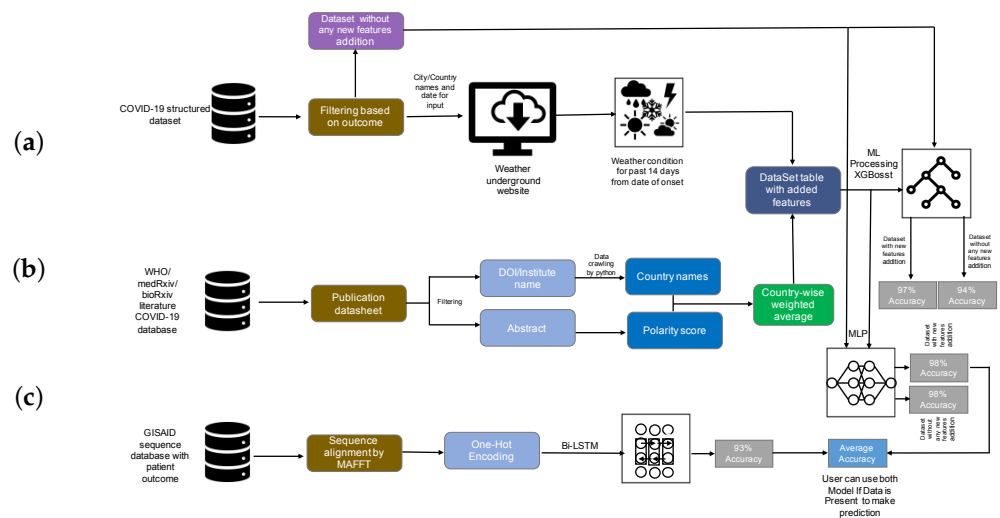 Dataset without
any new features
addition
City/Country
names and
date for
input
COVID-19 structured
dataset
Filtering based
on outcome
(a)
Weather
underground
website
Weather condition
for past 14 days
from date of onset
DataSet table
with added
features
ML
Processing
XGBosst
Dataset
with new
features
addition
Dataset
without any
new features
addition
97%
Accuracy
94%
Accuracy
(b)
WHO/
medRxiv/
bioRxiv
literature
COVID-19 database
Publication
datasheet
Filtering
DOI/Institute
name
Data
crawling
by python
Country names
Abstract
Polarity score
Country-wise
weighted
average
MLP
Dataset
with new
features
addition
98%
Accuracy
98%
Accuracy
Dataset
without
any new
features
addition
(c)
GISAID
sequence
database with
patient
outcome
Sequence
alignment by
MAFFT
One-Hot
Encoding
Bi-LSTM
93%
Accuracy
Average
Accuracy
User can use both
Model If Data is
Present to make
prediction